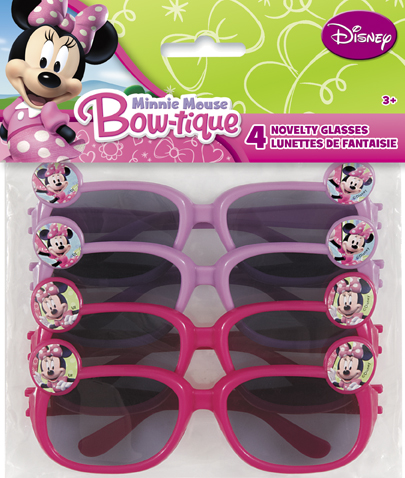 Disney
Minnie Mouse
Bow-tique
3+
4 NOVELTY GLASSES
LUNETTES DE FANTAISIE